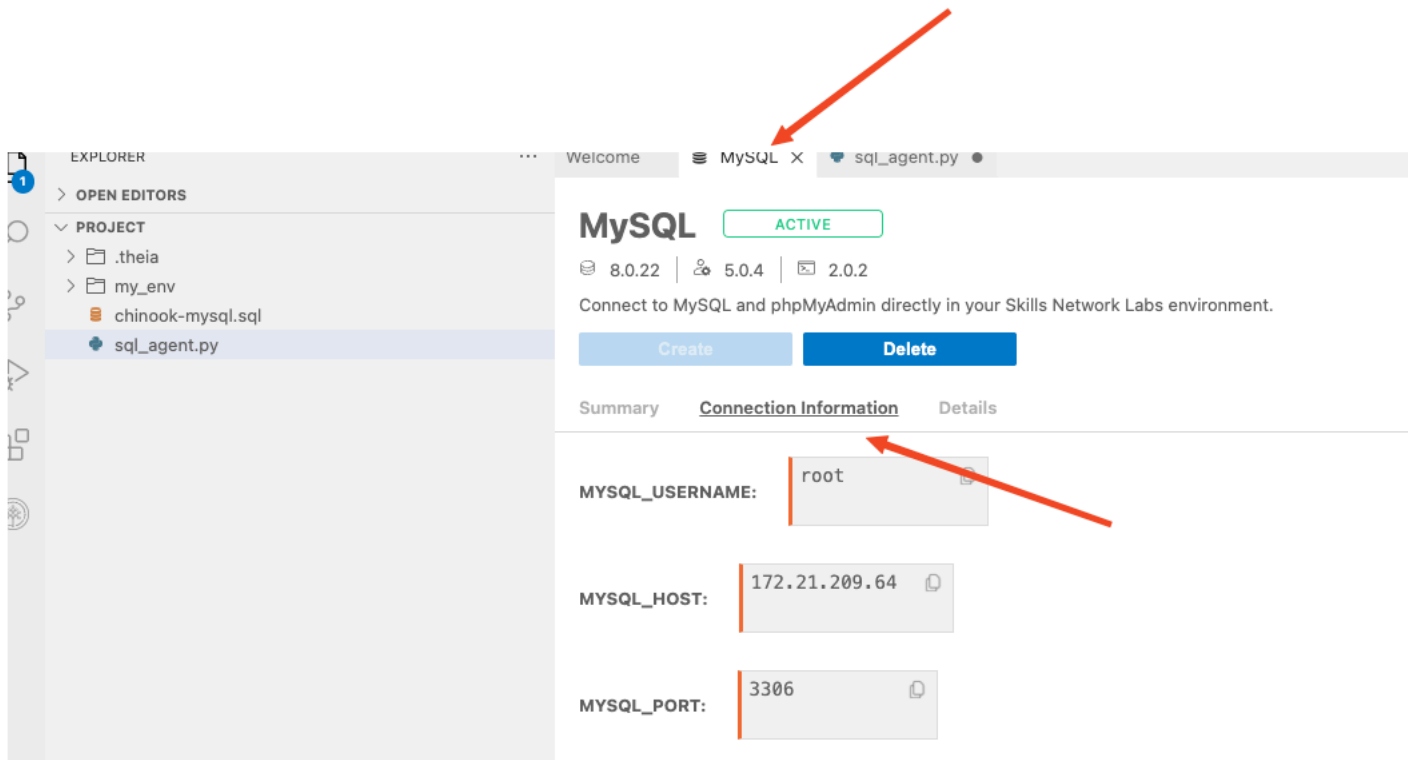 EXPLORER
···
Welcome
MySQL ×
sql_agent.py ●
1
OPEN EDITORS
PROJECT
.theia
my_env
chinook-mysql.sql
sql_agent.py
MySQL
ACTIVE
8.0.22 5.0.4 2.0.2
Connect to MySQL and phpMyAdmin directly in your Skills Network Labs environment.
Create Delete
Summary Connection Information Details
MYSQL_USERNAME: root
MYSQL_HOST: 172.21.209.64
MYSQL_PORT: 3306